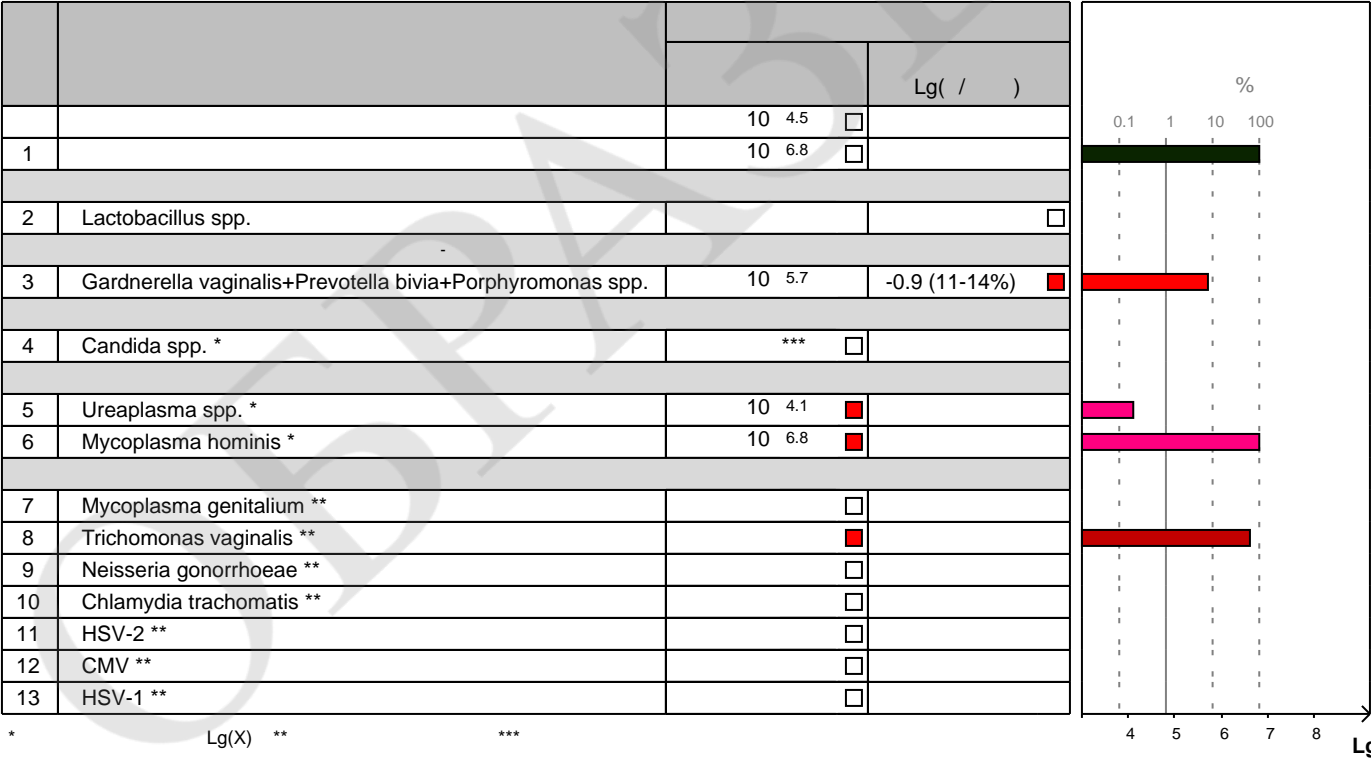 Lg( / )
%
10 4.5
0.1 1 10 100
1 10 6.8
2 Lactobacillus spp.
-
3 Gardnerella vaginalis+Prevotella bivia+Porphyromonas spp. 10 5.7 -0.9 (11-14%)
4 Candida spp. * ***
5 Ureaplasma spp. * 10 4.1
6 Mycoplasma hominis * 10 6.8
7 Mycoplasma genitalium **
8 Trichomonas vaginalis **
9 Neisseria gonorrhoeae **
10 Chlamydia trachomatis **
11 HSV-2 **
12 CMV **
13 HSV-1 **
* Lg(X) ** ***
4 5 6 7 8
Lg
ОБРАЗ